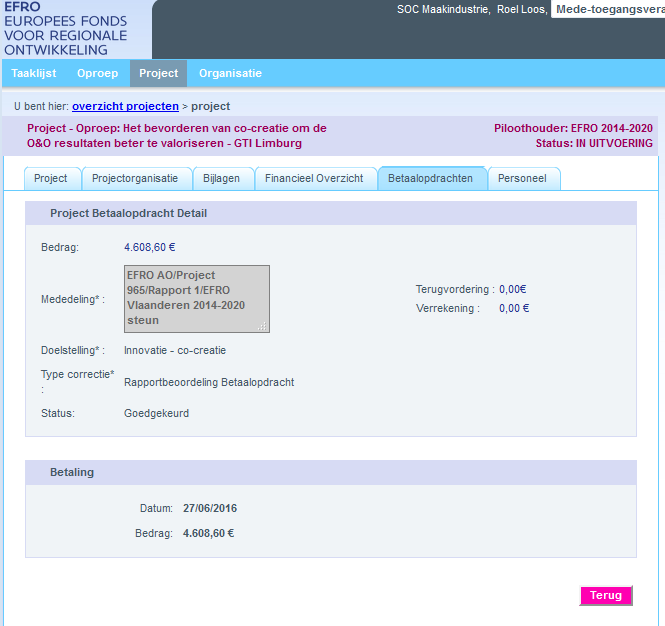 EFRO
EUROPEES FONDS
VOOR REGIONALE
ONTWIKKELING
SOC Maakindustrie, Roel Loos, Mede-toegangsvera
Taaklijst Oproep Project Organisatie
U bent hier: overzicht projecten > project
Project - Oproep: Het bevorderen van co-creatie om de
O&O resultaten beter te valoriseren - GTI Limburg
Piloothouder: EFRO 2014-2020
Status: IN UITVOERING
Project Projectorganisatie Bijlagen Financieel Overzicht Betaalopdrachten Personeel
Project Betaalopdracht Detail
Bedrag: 4.608,60 €
Mededeling* :
EFRO AO/Project
965/Rapport 1/EFRO
Vlaanderen 2014-2020
steun
Terugvordering : 0,00€
Verrekening : 0,00 €
Doelstelling* : Innovatie - co-creatie
Type correctie*
: Rapportbeoordeling Betaalopdracht
Status: Goedgekeurd
Betaling
Datum: 27/06/2016
Bedrag: 4.608,60 €
Terug